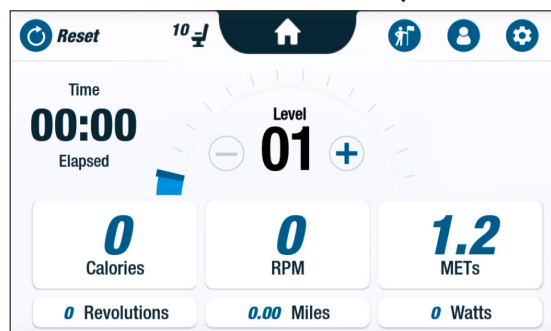 Reset
10
Time
00:00
Elapsed
Level
01
0
Calories
0
RPM
1.2
METs
0 Revolutions
0.00 Miles
0 Watts